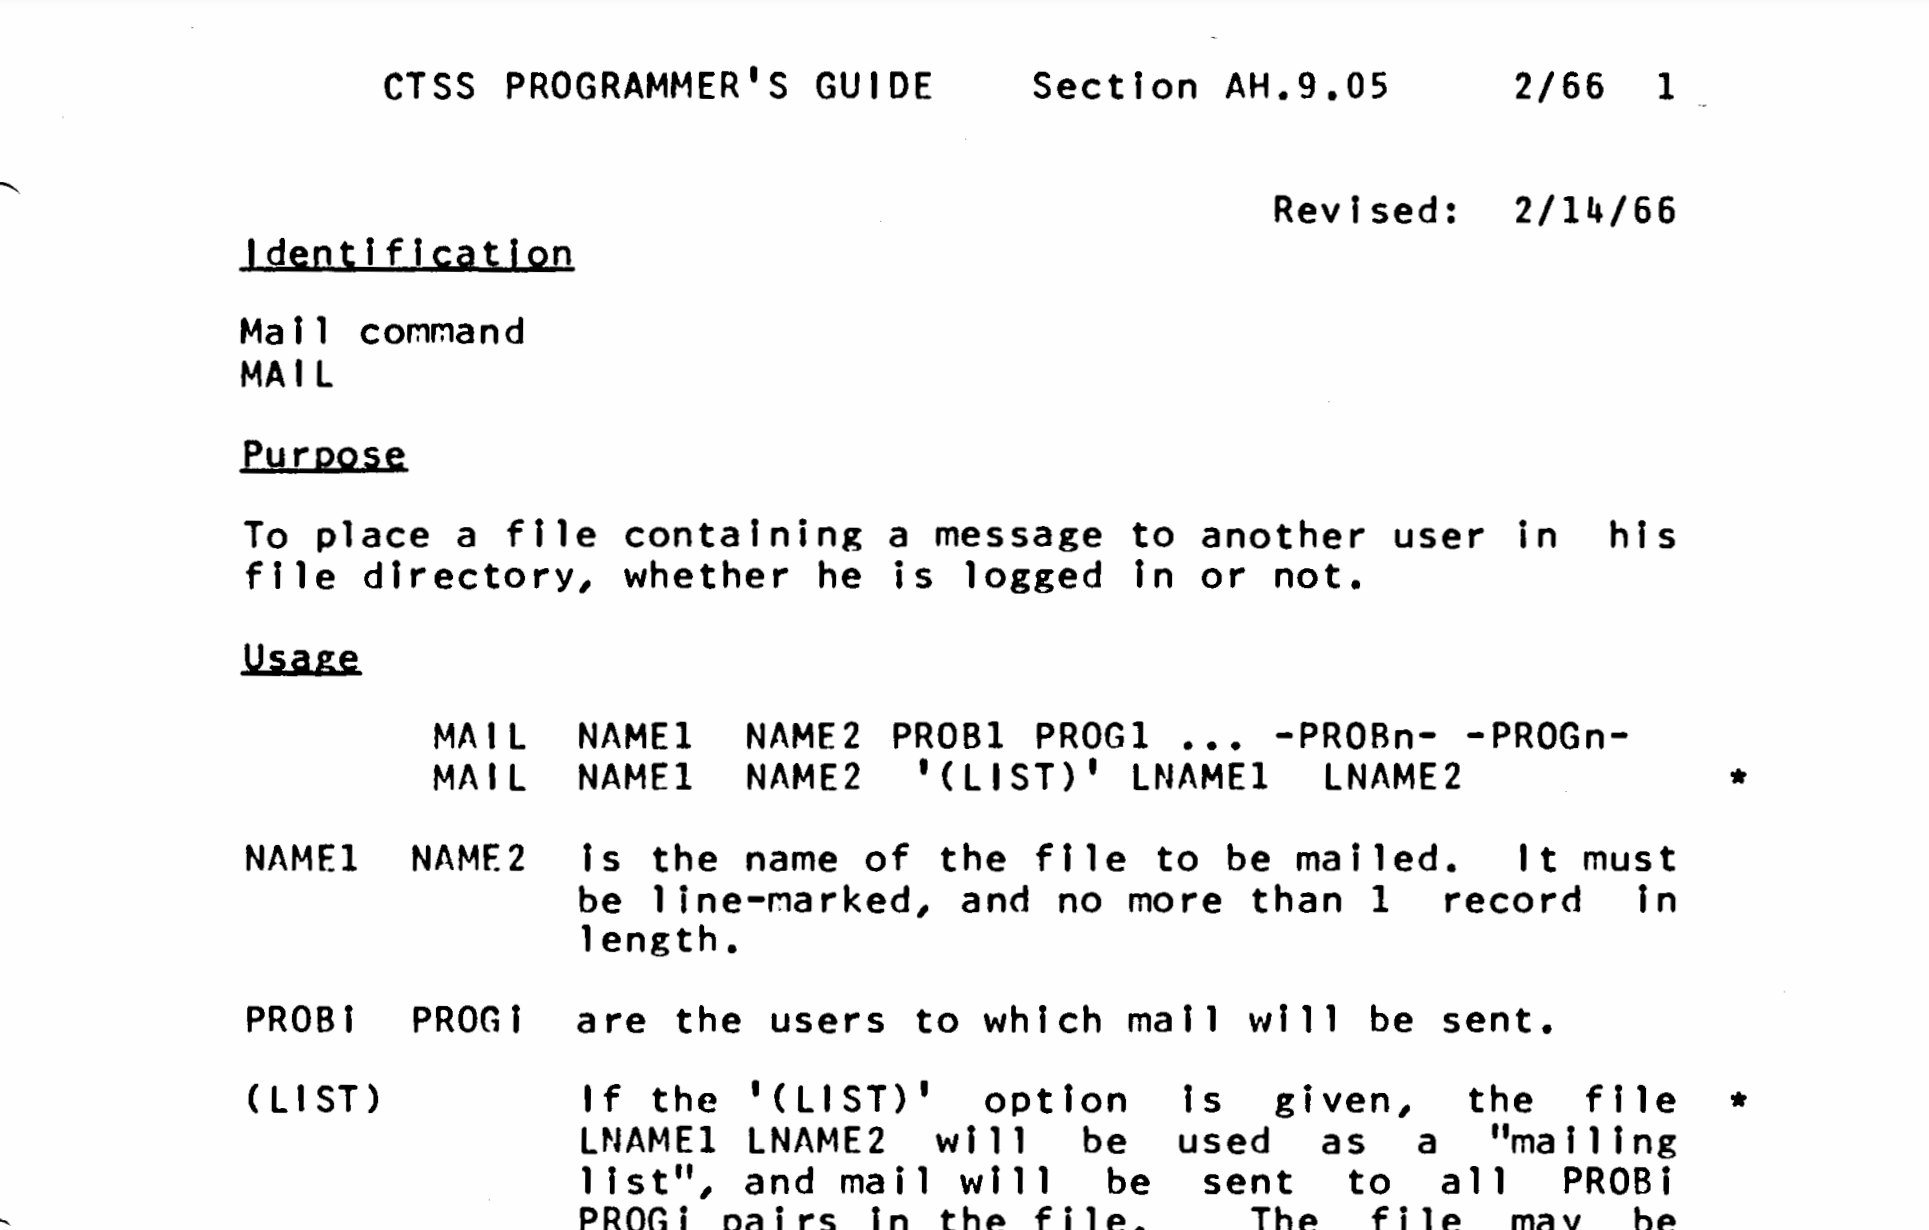 CTSS PROGRAMMER'S GUIDE Section AH.9.05 2/66 1
Revised: 2/14/66
Identification
Mail command
MAIL
Purpose
To place a file containing a message to another user in his
file directory, whether he is logged in or not.
Usage
MAIL NAME1 NAME2 PROB1 PROG1 ... -PROBn- -PROGn-
MAIL NAME1 NAME2 '(LIST)' LNAME1 LNAME2 *
NAME1 NAME2 is the name of the file to be mailed. It must
be line-marked, and no more than 1 record in
length.
PROBi PROGi are the users to which mail will be sent.
(LIST) If the '(LIST)' option is given, the file *
LNAME1 LNAME2 will be used as a "mailing
list", and mail will be sent to all PROBi
PROGi pairs in the file. The file may be